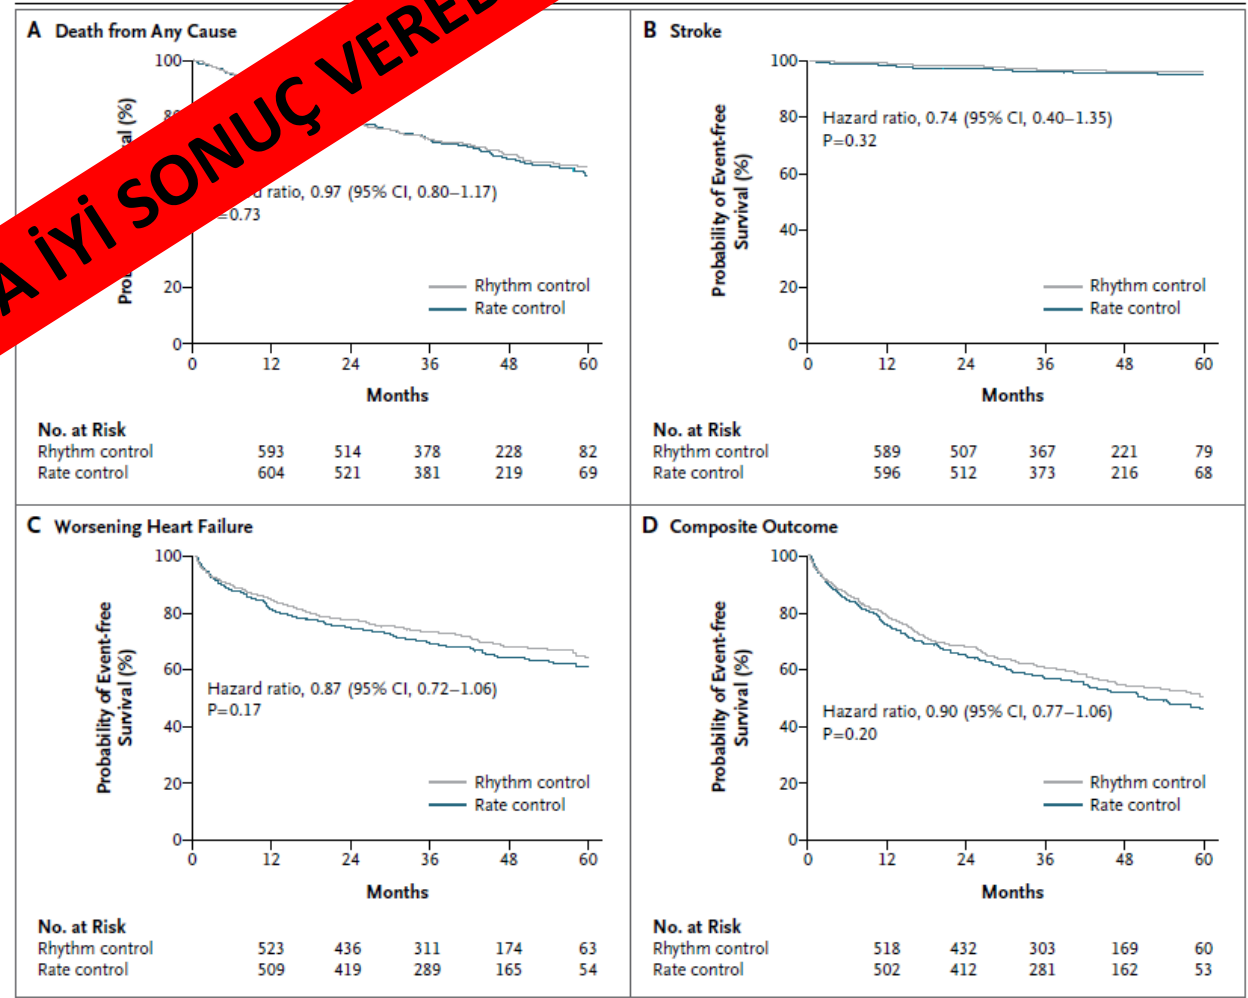 A Death from Any Cause
100
80
20
0
0 12 24 36 48 60
Months
ratio, 0.97 (95% CI, 0.80–1.17)
=0.73
Rhythm control
Rate control
No. at Risk
Rhythm control 593 514 378 228 82
Rate control 604 521 381 219 69
A İYİ SONUÇ
B Stroke
100
80
60
40
20
0
Probability of Event-free
Survival (%)
Hazard ratio, 0.74 (95% CI, 0.40–1.35)
P=0.32
Rhythm control
Rate control
0 12 24 36 48 60
Months
No. at Risk
Rhythm control 589 507 367 221 79
Rate control 596 512 373 216 68
C Worsening Heart Failure
100
80
60
40
20
0
Probability of Event-free
Survival (%)
Hazard ratio, 0.87 (95% CI, 0.72–1.06)
P=0.17
Rhythm control
Rate control
0 12 24 36 48 60
Months
No. at Risk
Rhythm control 523 436 311 174 63
Rate control 509 419 289 165 54
D Composite Outcome
100
80
60
40
20
0
Probability of Event-free
Survival (%)
Hazard ratio, 0.90 (95% CI, 0.77–1.06)
P=0.20
Rhythm control
Rate control
0 12 24 36 48 60
Months
No. at Risk
Rhythm control 518 432 303 169 60
Rate control 502 412 281 162 53